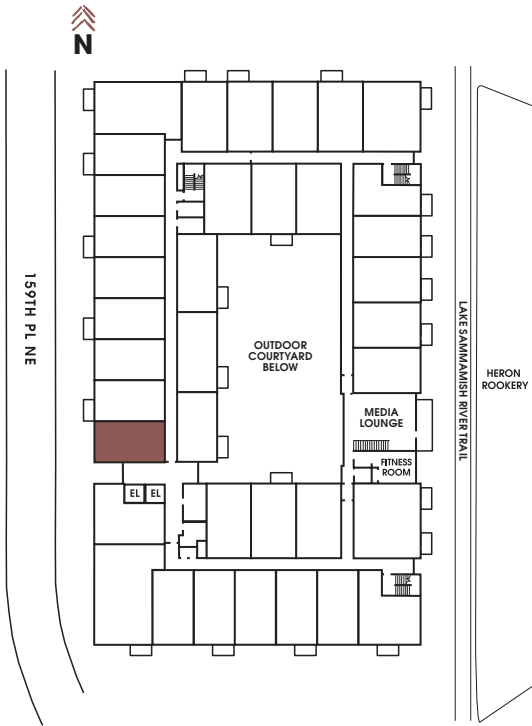 N
159TH PL NE
OUTDOOR
COURTYARD
BELOW
MEDIA
LOUNGE
FITNESS
ROOM
EL
EL
LAKE SAMMAMISH RIVER TRAIL
HERON
ROOKERY